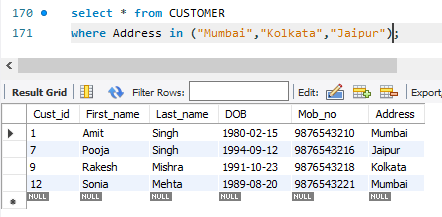 170 select * from CUSTOMER
171 where Address in ("Mumbai","Kolkata","Jaipur");
Result Grid Filter Rows: Edit: Export
Cust_id First_name Last_name DOB Mob_no Address
1 Amit Singh 1980-02-15 9876543210 Mumbai
7 Pooja Singh 1994-09-12 9876543216 Jaipur
9 Rakesh Mishra 1991-10-23 9876543218 Kolkata
12 Sonia Mehta 1989-08-20 9876543221 Mumbai
NULL NULL NULL NULL NULL NULL